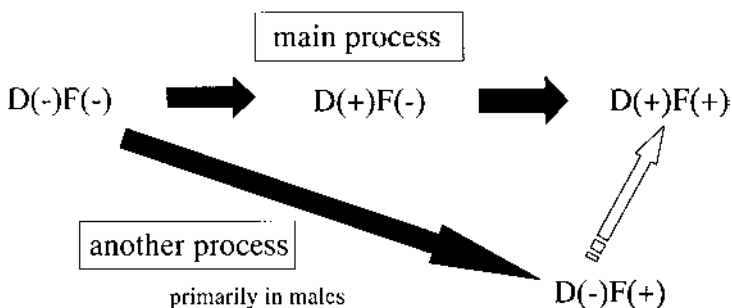 main process
D(-)F(-) D(+)F(-) D(+)F(+)
another process
primarily in males
D(-)F(+)